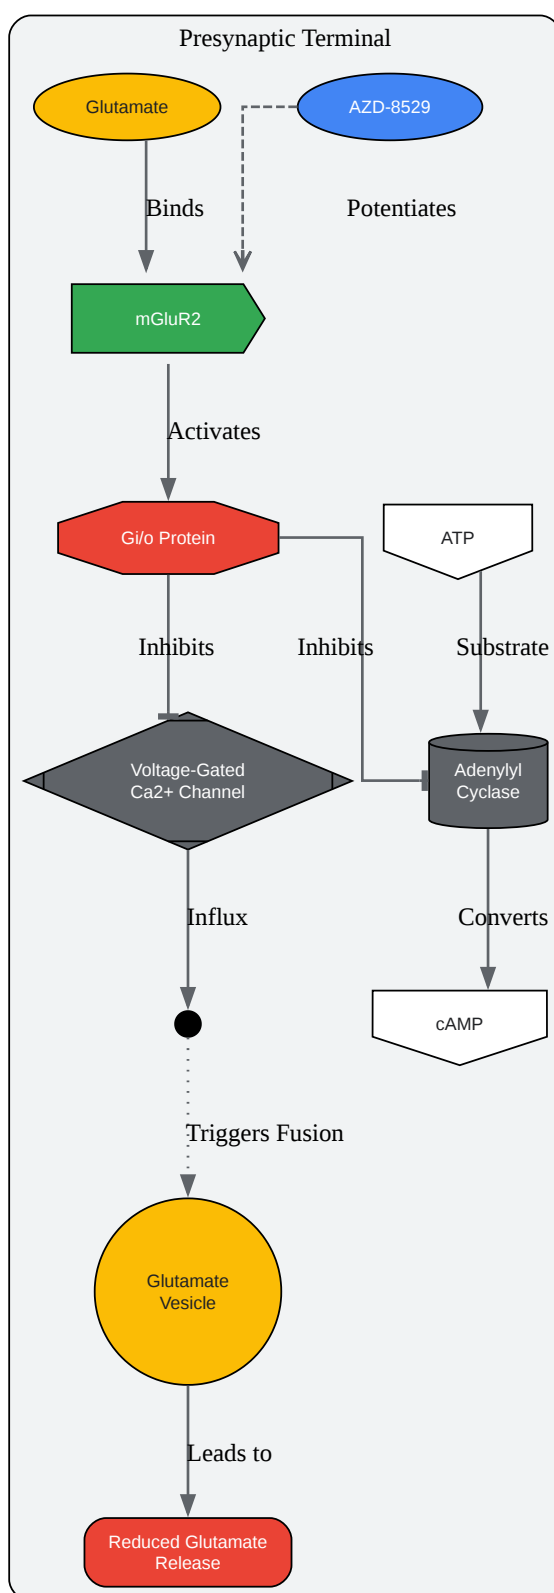 Presynaptic Terminal
Glutamate
AZD-8529
Binds
Potentiates
mGluR2
Activates
Gi/o Protein
ATP
Inhibits
Inhibits
Substrate
Voltage-Gated
Ca2+ Channel
Adenylyl
Cyclase
Influx
Converts
cAMP
Triggers Fusion
Glutamate
Vesicle
Leads to
Reduced Glutamate
Release